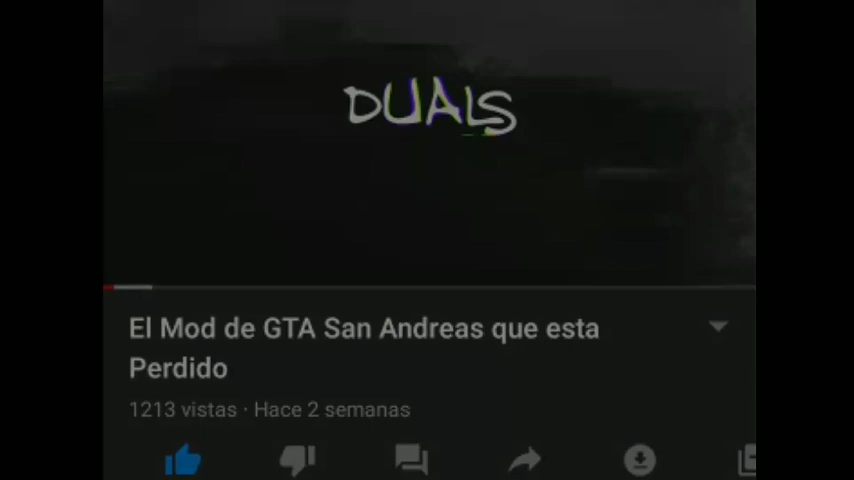 DUALS
El Mod de GTA San Andreas que esta
Perdido
1213 vistas · Hace 2 semanas